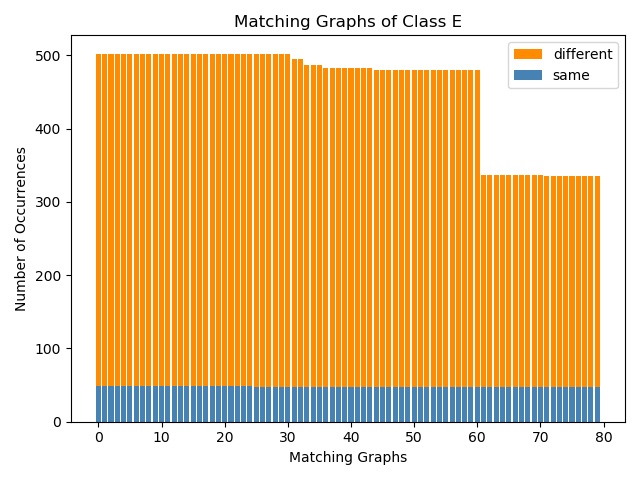 Matching Graphs of Class E
different
same
Number of Occurrences
500
400
300
200
100
0
0 10 20 30 40 50 60 70 80
Matching Graphs